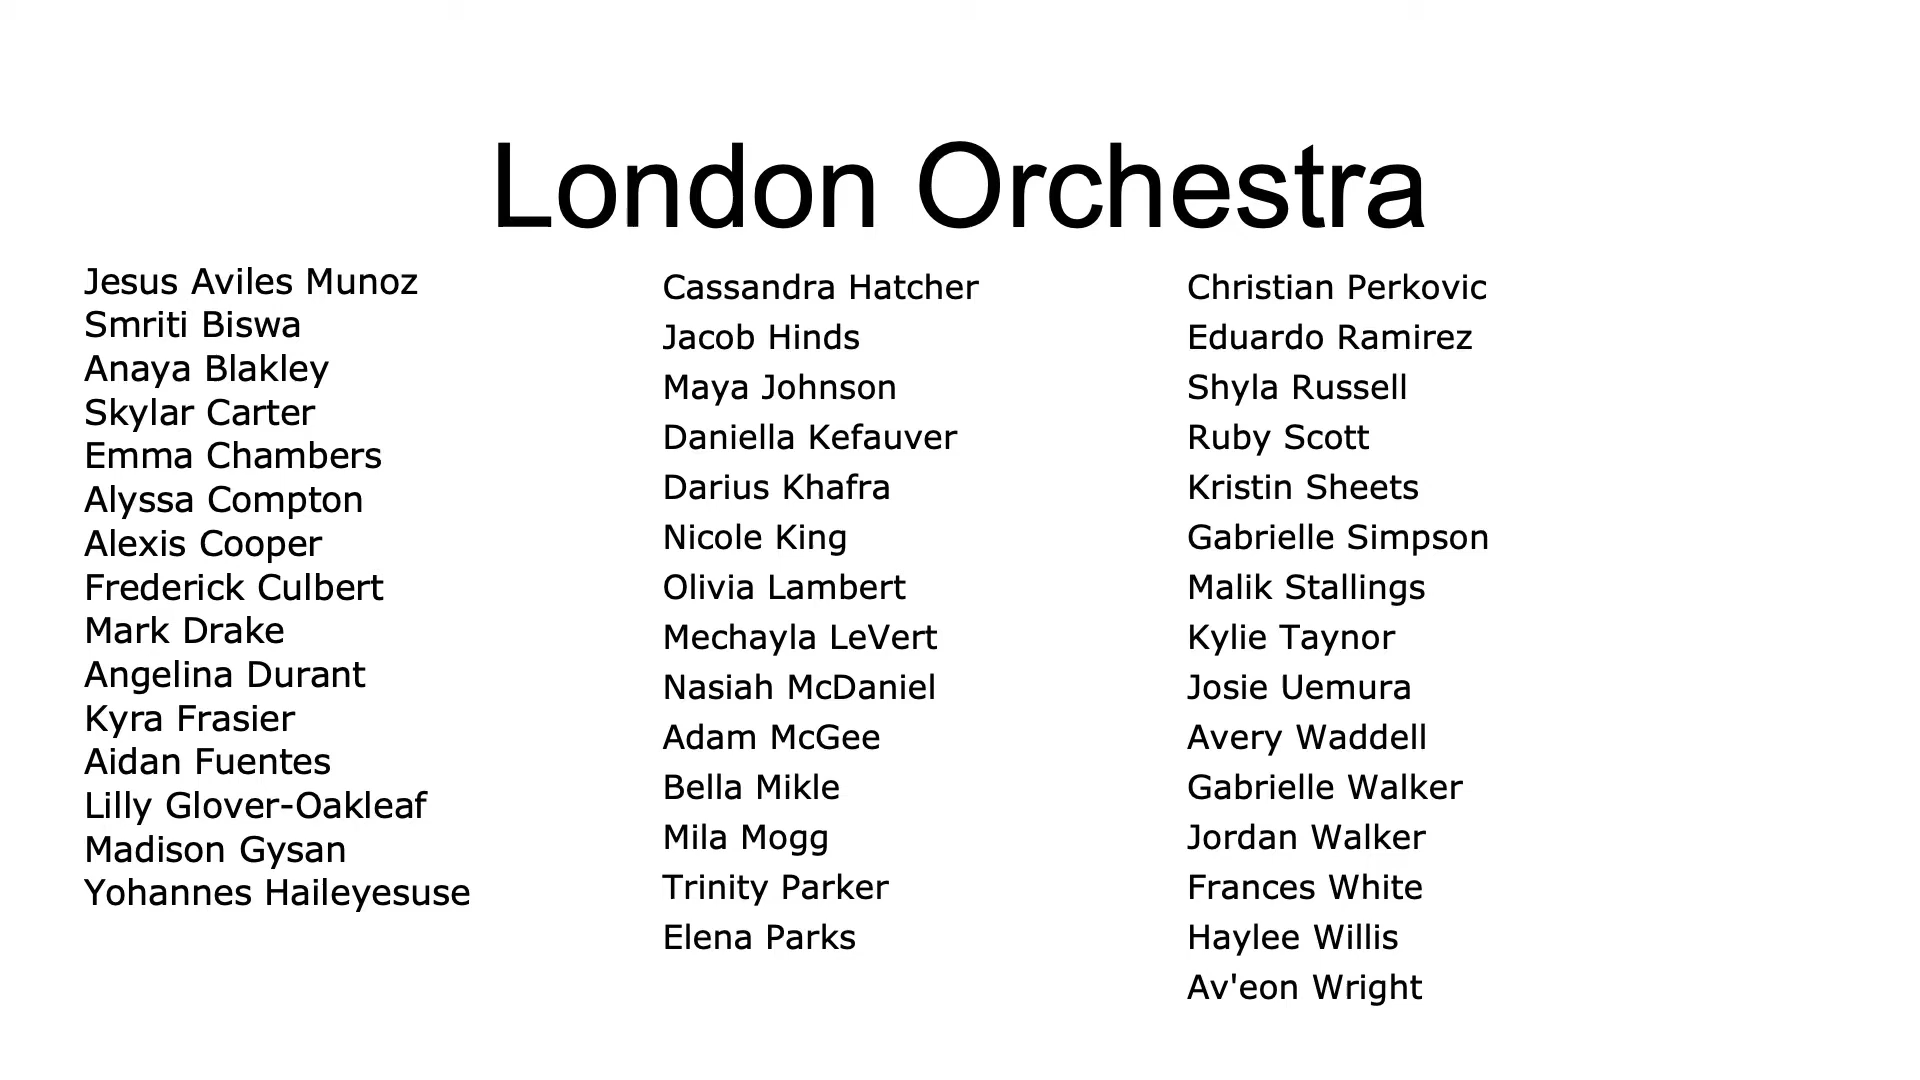 London Orchestra
Jesus Aviles Munoz
Smriti Biswa
Anaya Blakley
Skylar Carter
Emma Chambers
Alyssa Compton
Alexis Cooper
Frederick Culbert
Mark Drake
Angelina Durant
Kyra Frasier
Aidan Fuentes
Lilly Glover-Oakleaf
Madison Gysan
Yohannes Haileyesuse
Cassandra Hatcher
Jacob Hinds
Maya Johnson
Daniella Kefauver
Darius Khafra
Nicole King
Olivia Lambert
Mechayla LeVert
Nasiah McDaniel
Adam McGee
Bella Mikle
Mila Mogg
Trinity Parker
Elena Parks
Christian Perkovic
Eduardo Ramirez
Shyla Russell
Ruby Scott
Kristin Sheets
Gabrielle Simpson
Malik Stallings
Kylie Taynor
Josie Uemura
Avery Waddell
Gabrielle Walker
Jordan Walker
Frances White
Haylee Willis
Av'eon Wright